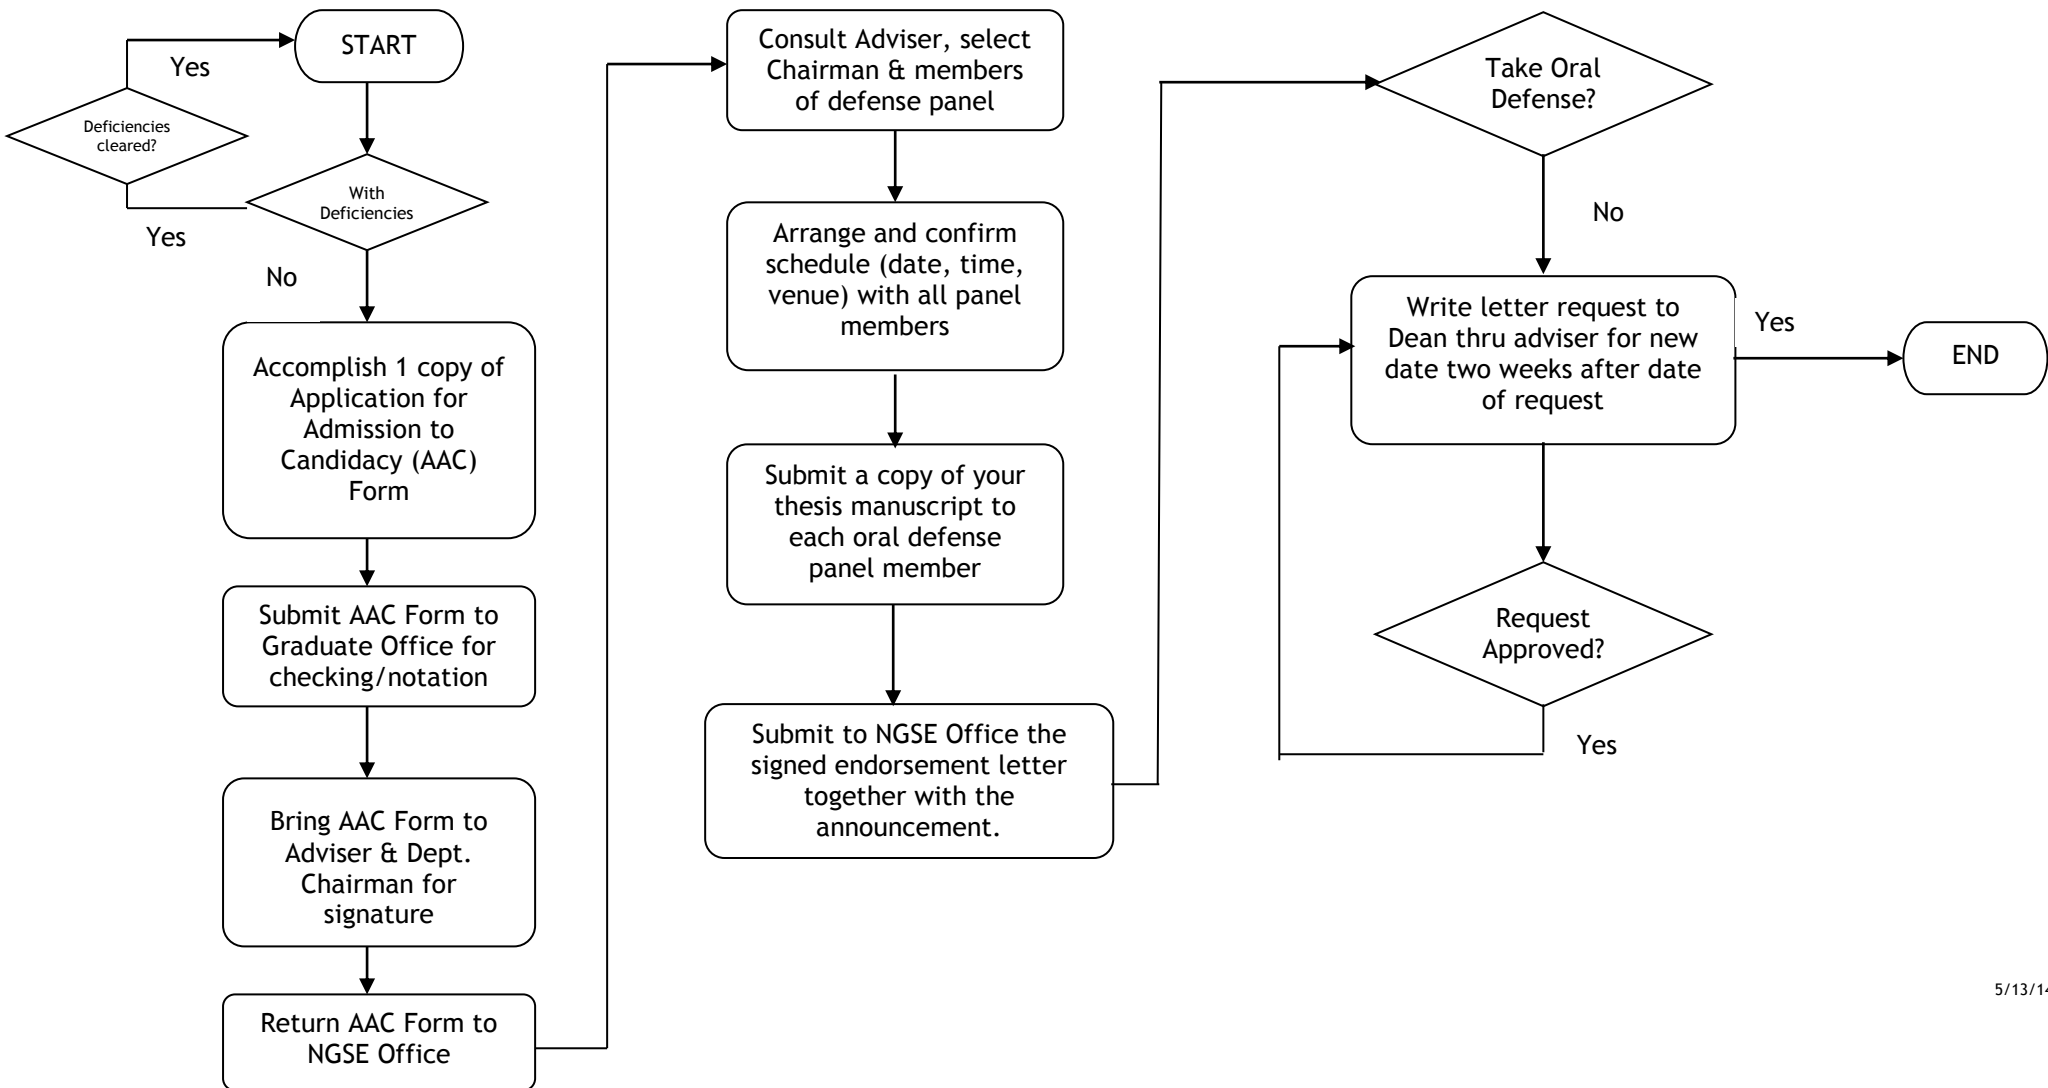 START
Yes
Deficiencies
cleared?
With
Deficiencies
Yes
No
Accomplish 1 copy of
Application for
Admission to
Candidacy (AAC)
Form
Submit AAC Form to
Graduate Office for
checking/notation
Bring AAC Form to
Adviser & Dept.
Chairman for
signature
Return AAC Form to
NGSE Office
Consult Adviser, select
Chairman & members
of defense panel
Arrange and confirm
schedule (date, time,
venue) with all panel
members
Submit a copy of your
thesis manuscript to
each oral defense
panel member
Submit to NGSE Office the
signed endorsement letter
together with the
announcement.
Take Oral
Defense?
No
Write letter request to
Dean thru adviser for new
date two weeks after date
of request
Yes
END
Request
Approved?
Yes
5/13/14